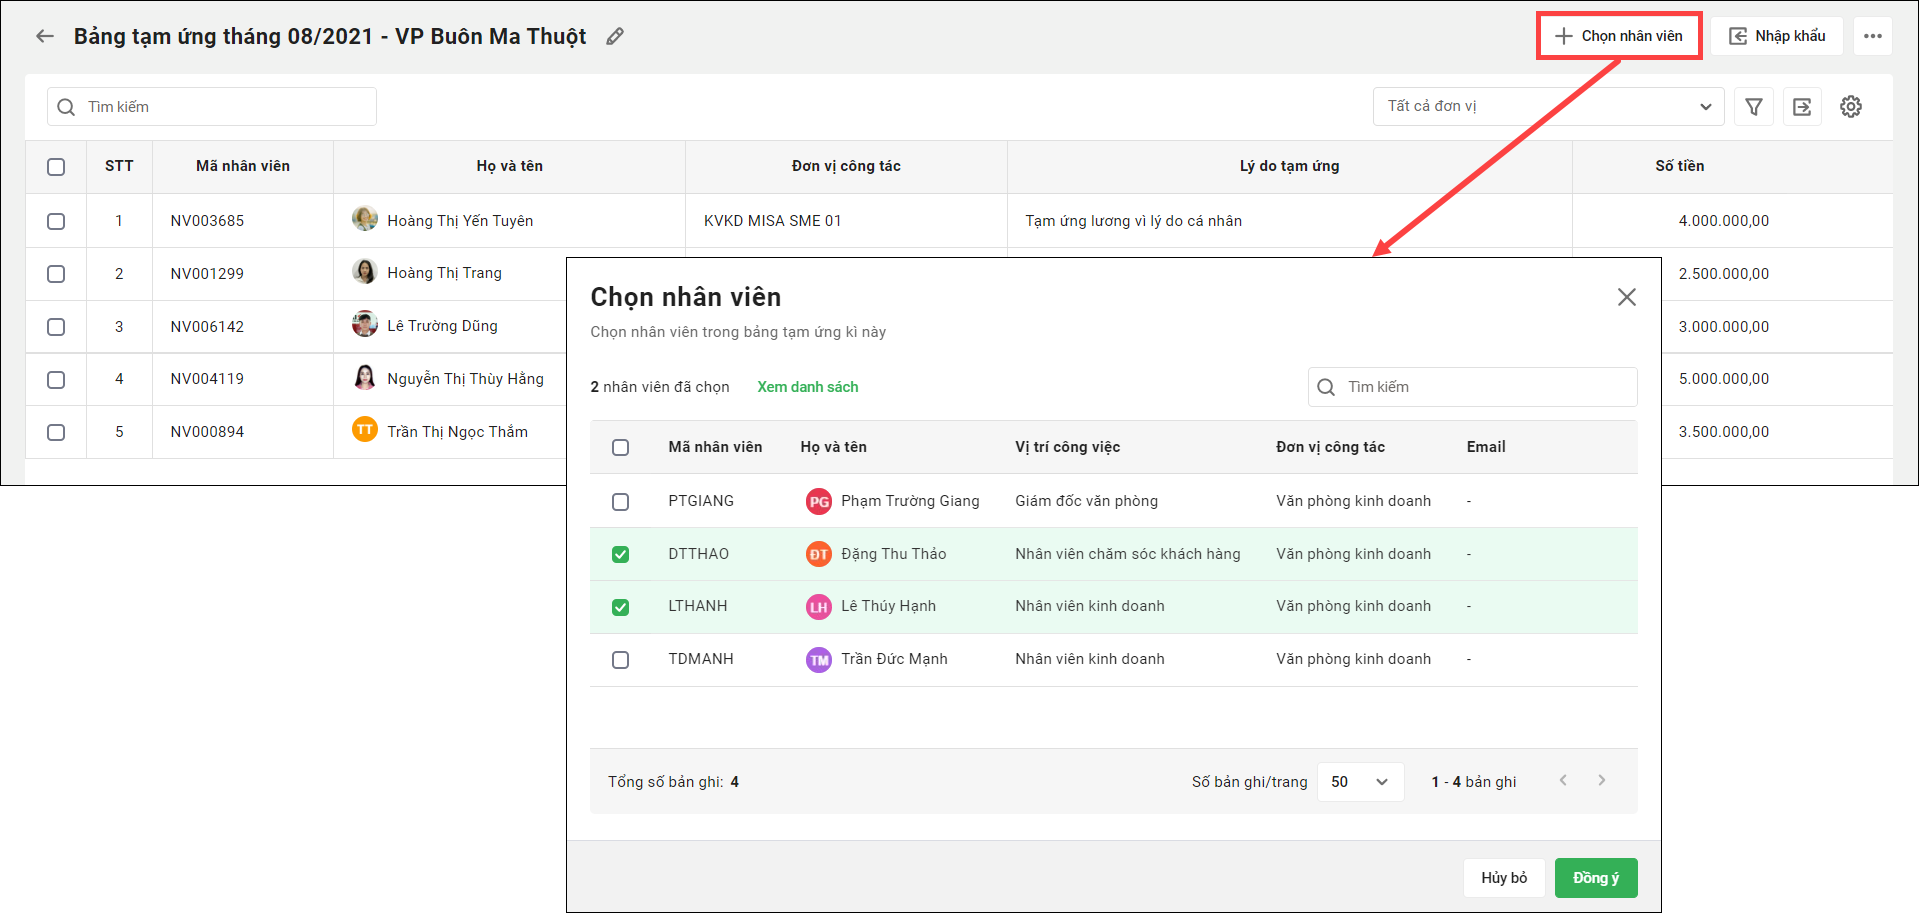 Bảng tạm ứng tháng 08/2021 - VP Buôn Ma Thuột
Chọn nhân viên
Nhập khẩu
Tìm kiếm
Tất cả đơn vị
STT Mã nhân viên Họ và tên Đơn vị công tác Lý do tạm ứng Số tiền
1 NV003685 Hoàng Thị Yến Tuyên KVKD MISA SME 01 Tạm ứng lương vì lý do cá nhân 4.000.000,00
2 NV001299 Hoàng Thị Trang 2.500.000,00
3 NV006142 Lê Trường Dũng 3.000.000,00
4 NV004119 Nguyễn Thị Thùy Hằng 5.000.000,00
5 NV000894 TT Trần Thị Ngọc Thắm 3.500.000,00
Chọn nhân viên
Chọn nhân viên trong bảng tạm ứng kì này
2 nhân viên đã chọn Xem danh sách
Tìm kiếm
Mã nhân viên Họ và tên Vị trí công việc Đơn vị công tác Email
PTGIANG PG Phạm Trường Giang Giám đốc văn phòng Văn phòng kinh doanh -
DTTHAO ĐT Đặng Thu Thảo Nhân viên chăm sóc khách hàng Văn phòng kinh doanh -
LTHANH LH Lê Thúy Hạnh Nhân viên kinh doanh Văn phòng kinh doanh -
TDMANH TM Trần Đức Mạnh Nhân viên kinh doanh Văn phòng kinh doanh -
Tổng số bản ghi: 4 Số bản ghi/trang 50 1 - 4 bản ghi
Hủy bỏ Đồng ý